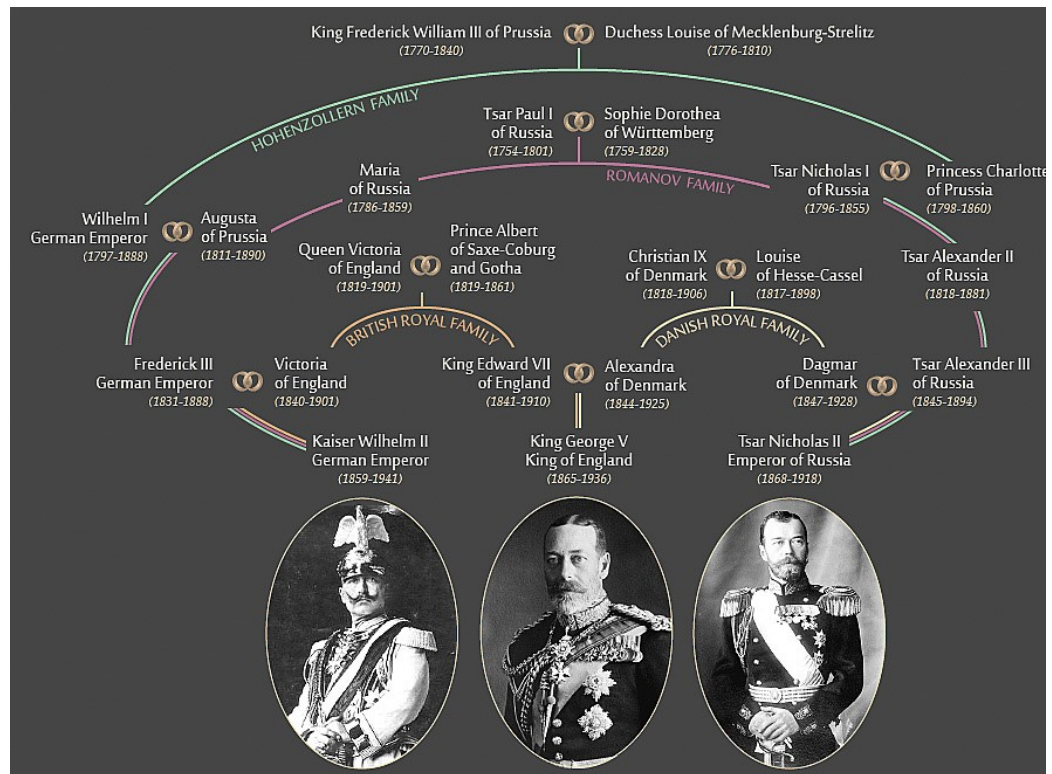 King Frederick William III of Prussia
(1770-1840)
Duchess Louise of Mecklenburg-Strelitz
(1776-1810)
HOHENZOLLERN FAMILY
Tsar Paul I
of Russia
(1754-1801)
Sophie Dorothea
of Württemberg
(1759-1828)
ROMANOV FAMILY
Maria
of Russia
(1786-1859)
Tsar Nicholas I
of Russia
(1796-1855)
Princess Charlotte
of Prussia
(1798-1860)
Wilhelm I
German Emperor
(1797-1888)
Augusta
of Prussia
(1811-1890)
Queen Victoria
of England
(1819-1901)
Prince Albert
of Saxe-Coburg
and Gotha
(1819-1861)
Christian IX
of Denmark
(1818-1906)
Louise
of Hesse-Cassel
(1817-1898)
Tsar Alexander II
of Russia
(1818-1881)
BRITISH ROYAL FAMILY
DANISH ROYAL FAMILY
Frederick III
German Emperor
(1831-1888)
Victoria
of England
(1840-1901)
King Edward VII
of England
(1841-1910)
Alexandra
of Denmark
(1844-1925)
Dagmar
of Denmark
(1847-1928)
Tsar Alexander III
of Russia
(1845-1894)
Kaiser Wilhelm II
German Emperor
(1859-1941)
King George V
King of England
(1865-1936)
Tsar Nicholas II
Emperor of Russia
(1868-1918)